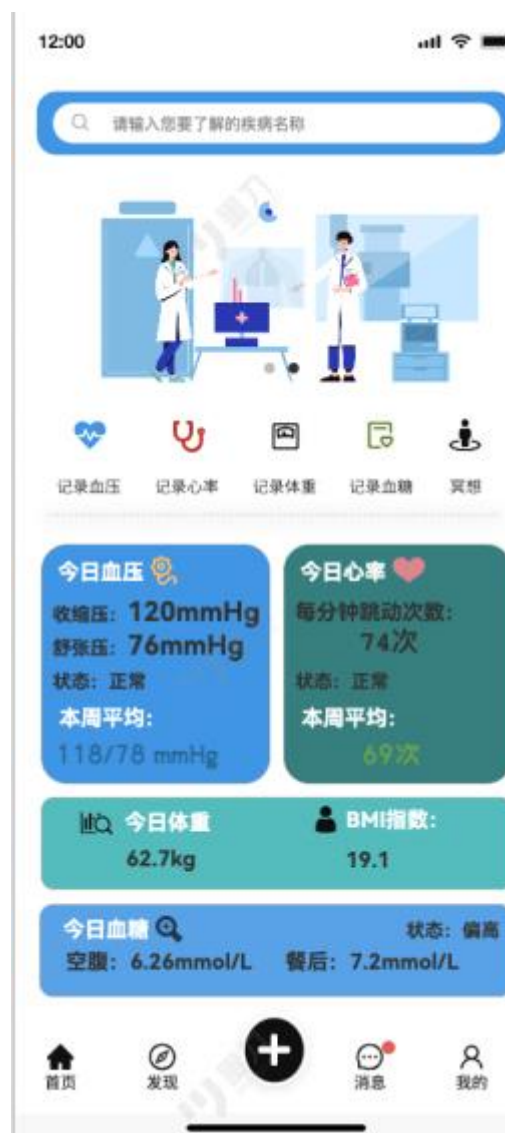 12:00
请输入您要了解的疾病名称
记录血压 记录心率 记录体重 记录血糖 冥想
今日血压
收缩压：120mmHg
舒张压：76mmHg
状态：正常
本周平均：
118/78 mmHg
今日心率
每分钟跳动次数：
74次
状态：正常
本周平均：
69次
今日体重
62.7kg
BMI指数：
19.1
今日血糖 状态：偏高
空腹：6.26mmol/L 餐后：7.2mmol/L
首页 发现 消息 我的